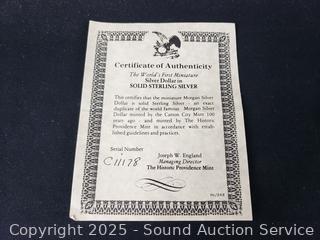 Certificate of Authenticity
The World's First Miniature
Silver Dollar in
SOLID STERLING SILVER
This certifies that the miniature Morgan Silver
Dollar is solid Sterling Silver - an exact
duplicate of the world famous Morgan Silver
Dollar minted by the Carson City Mint 100
years ago - and minted by The Historic
Providence Mint in accordance with estab-
lished guidelines and practices.
Serial Number
C11178
Joseph W. England
Managing Director
The Historic Providence Mint
Copyright 2025 - Sound Auction Service